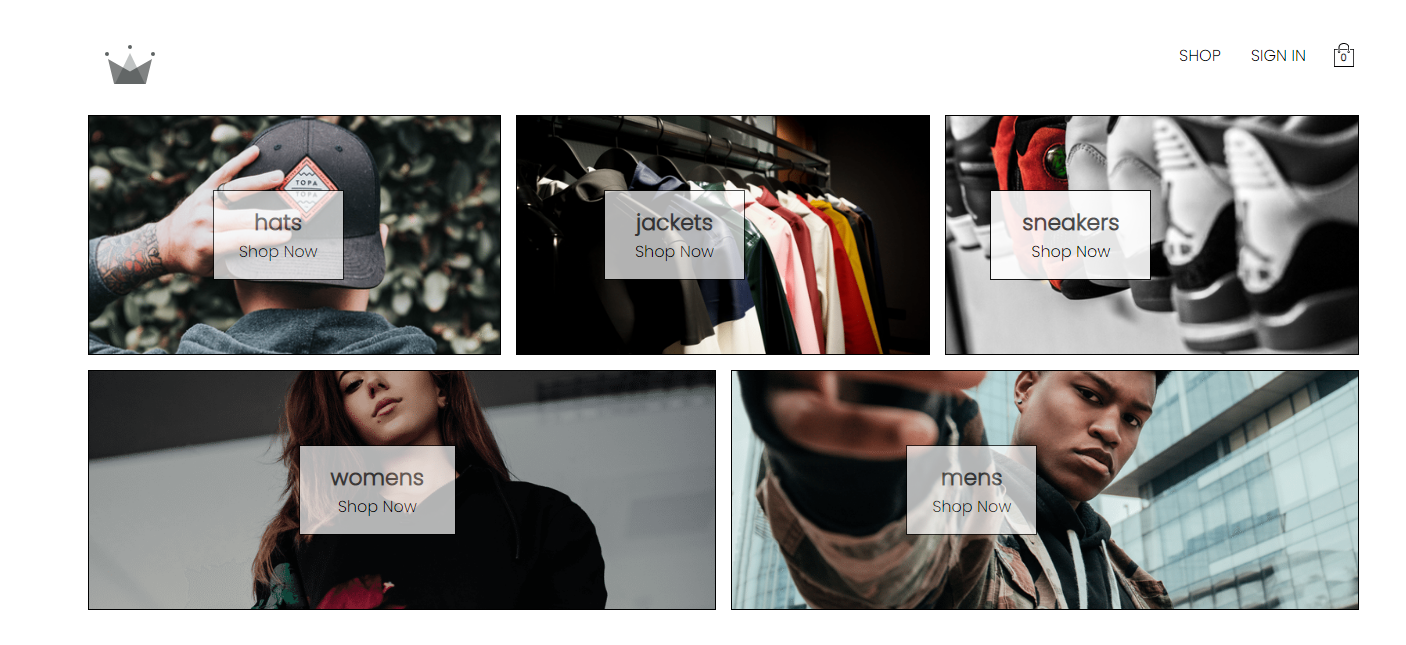 SHOP SIGN IN 0
TOPA
TOPA
hats
Shop Now
jackets
Shop Now
sneakers
Shop Now
womens
Shop Now
mens
Shop Now